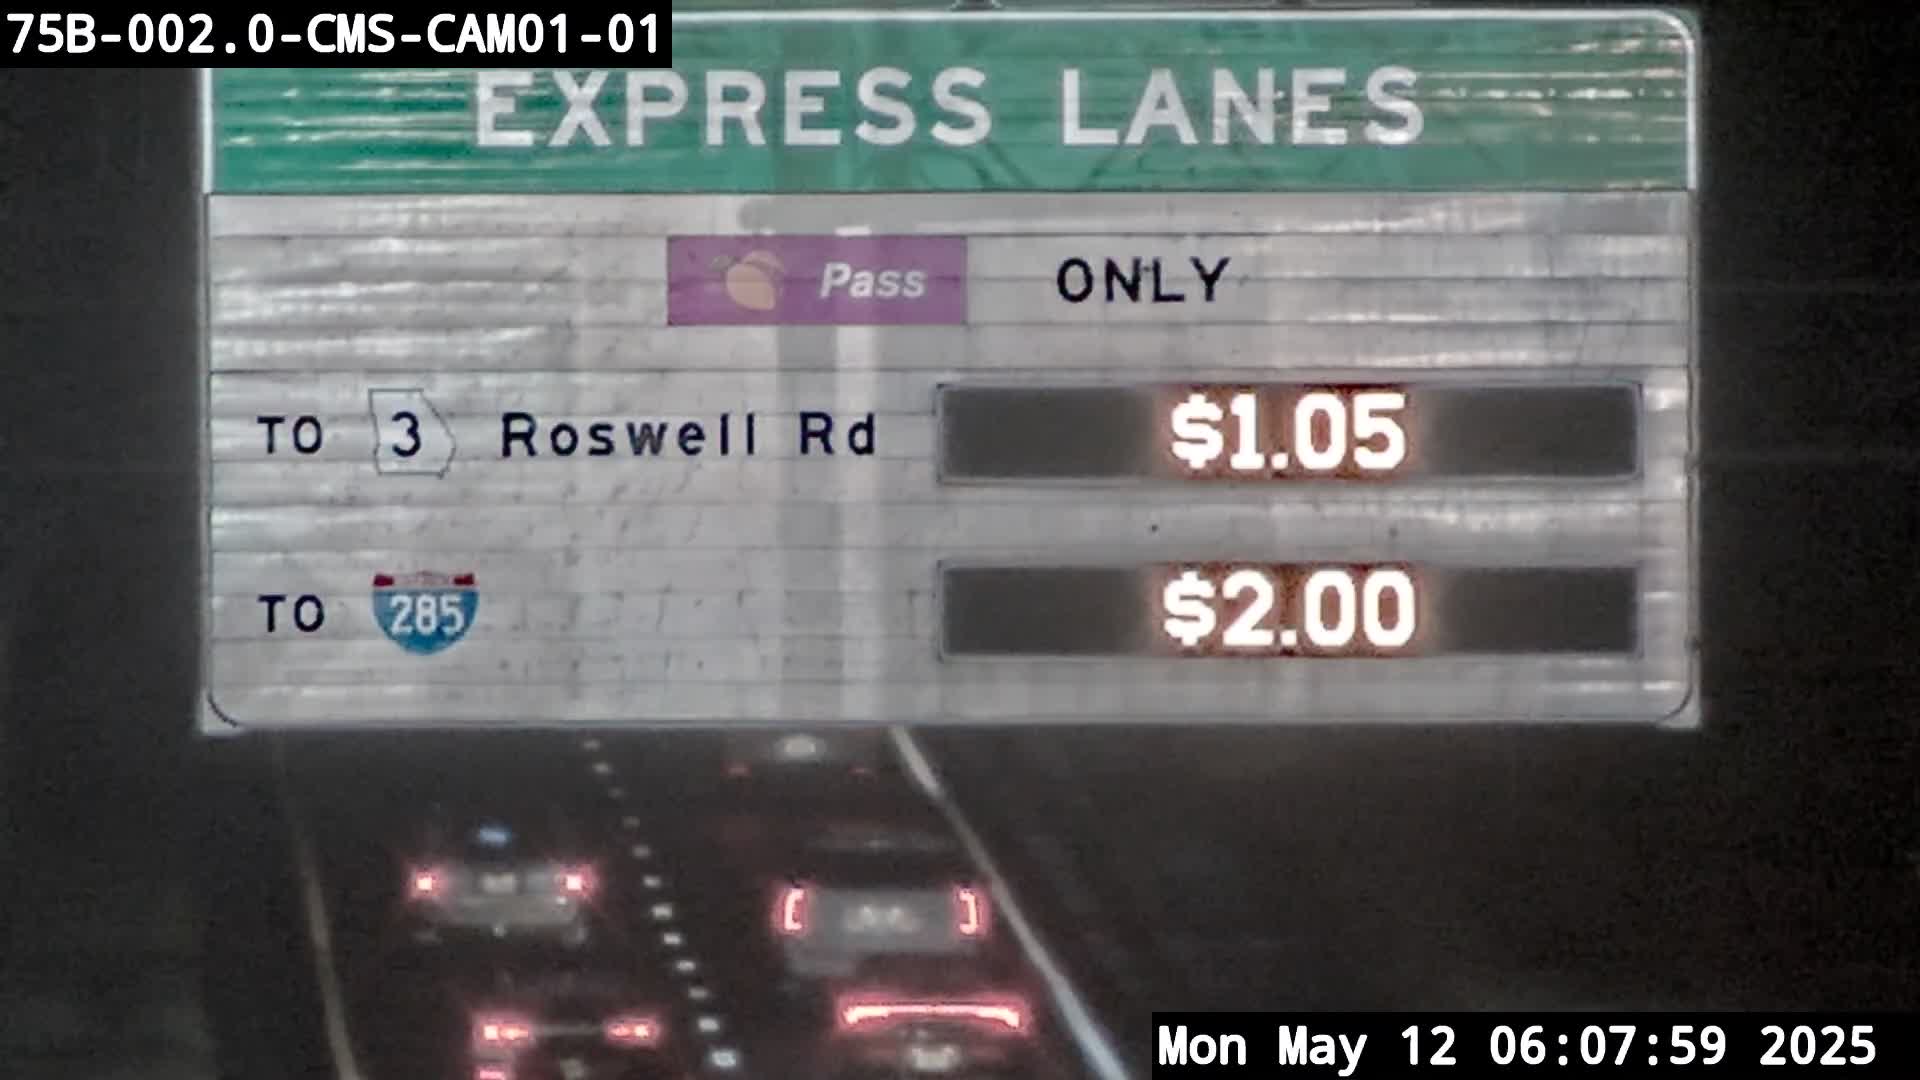 75B-002.0-CMS-CAM01-01
EXPRESS LANES
Pass ONLY
TO 3 Roswell Rd $1.05
TO 285 $2.00
Mon May 12 06:07:59 2025